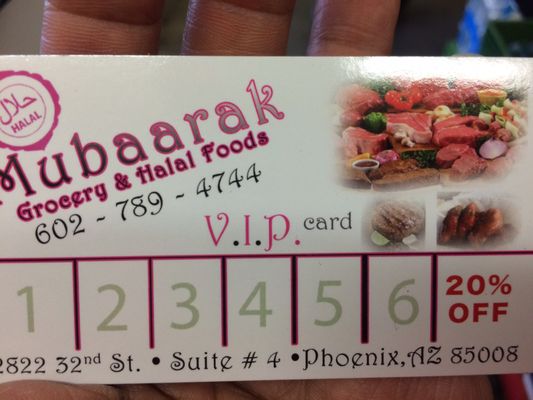 حلال
HALAL
Mubaarak
Grocery & Halal Foods
602 - 789 - 4744
V.I.P. card
1 2 3 4 5 6 20% OFF
2822 32nd St. • Suite # 4 • Phoenix, AZ 85008